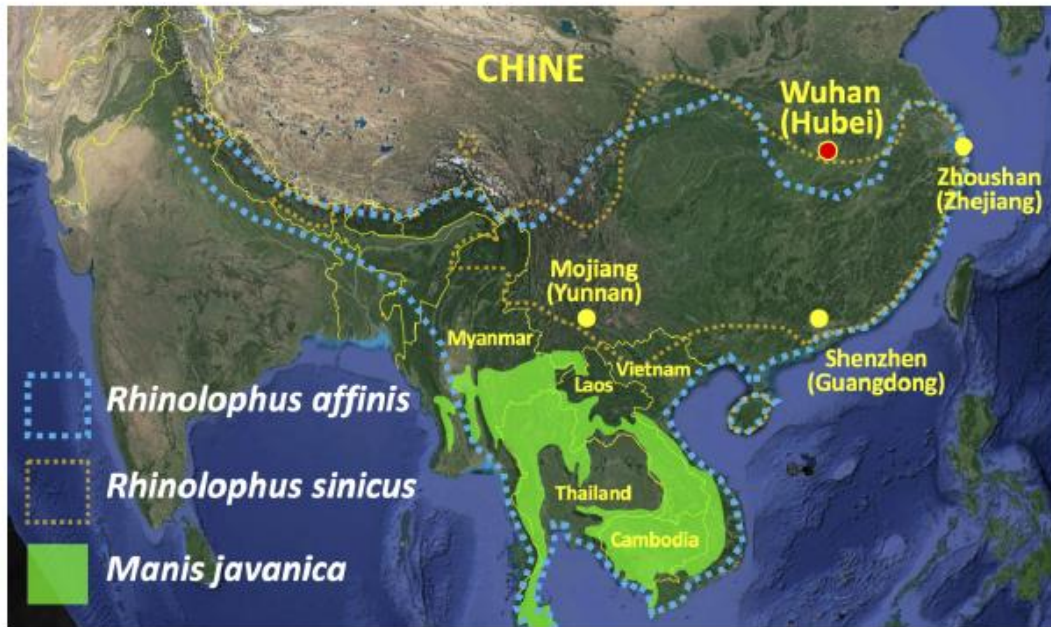 CHINE
Wuhan
(Hubei)
Zhoushan
(Zhejiang)
Mojiang
(Yunnan)
Myanmar
Vietnam
Laos
Shenzhen
(Guangdong)
Rhinolophus affinis
Rhinolophus sinicus
Thailand
Cambodia
Manis javanica